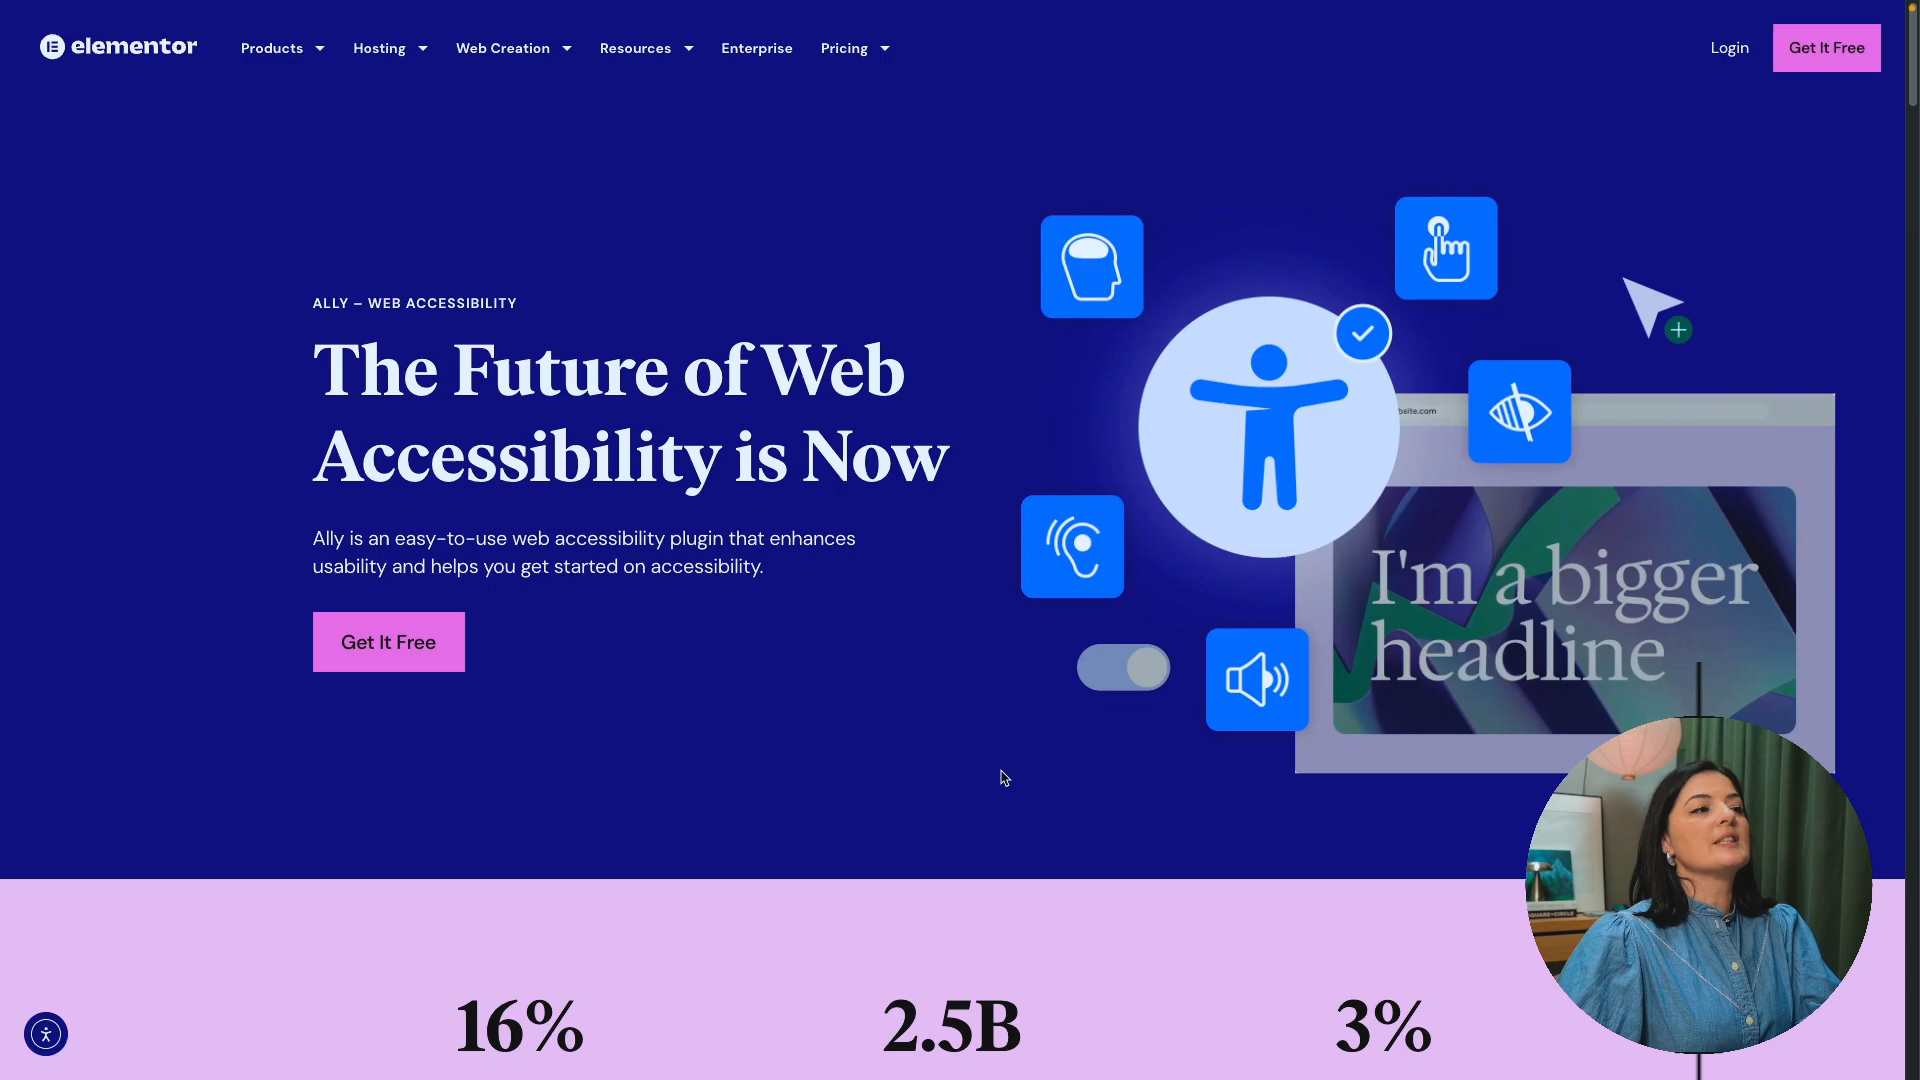 elementor
Products
Hosting
Web Creation
Resources
Enterprise
Pricing
Login
Get It Free
ALLY – WEB ACCESSIBILITY
The Future of Web
Accessibility is Now
Ally is an easy-to-use web accessibility plugin that enhances
usability and helps you get started on accessibility.
Get It Free
bsite.com
I'm a bigger
headline
16%
2.5B
3%